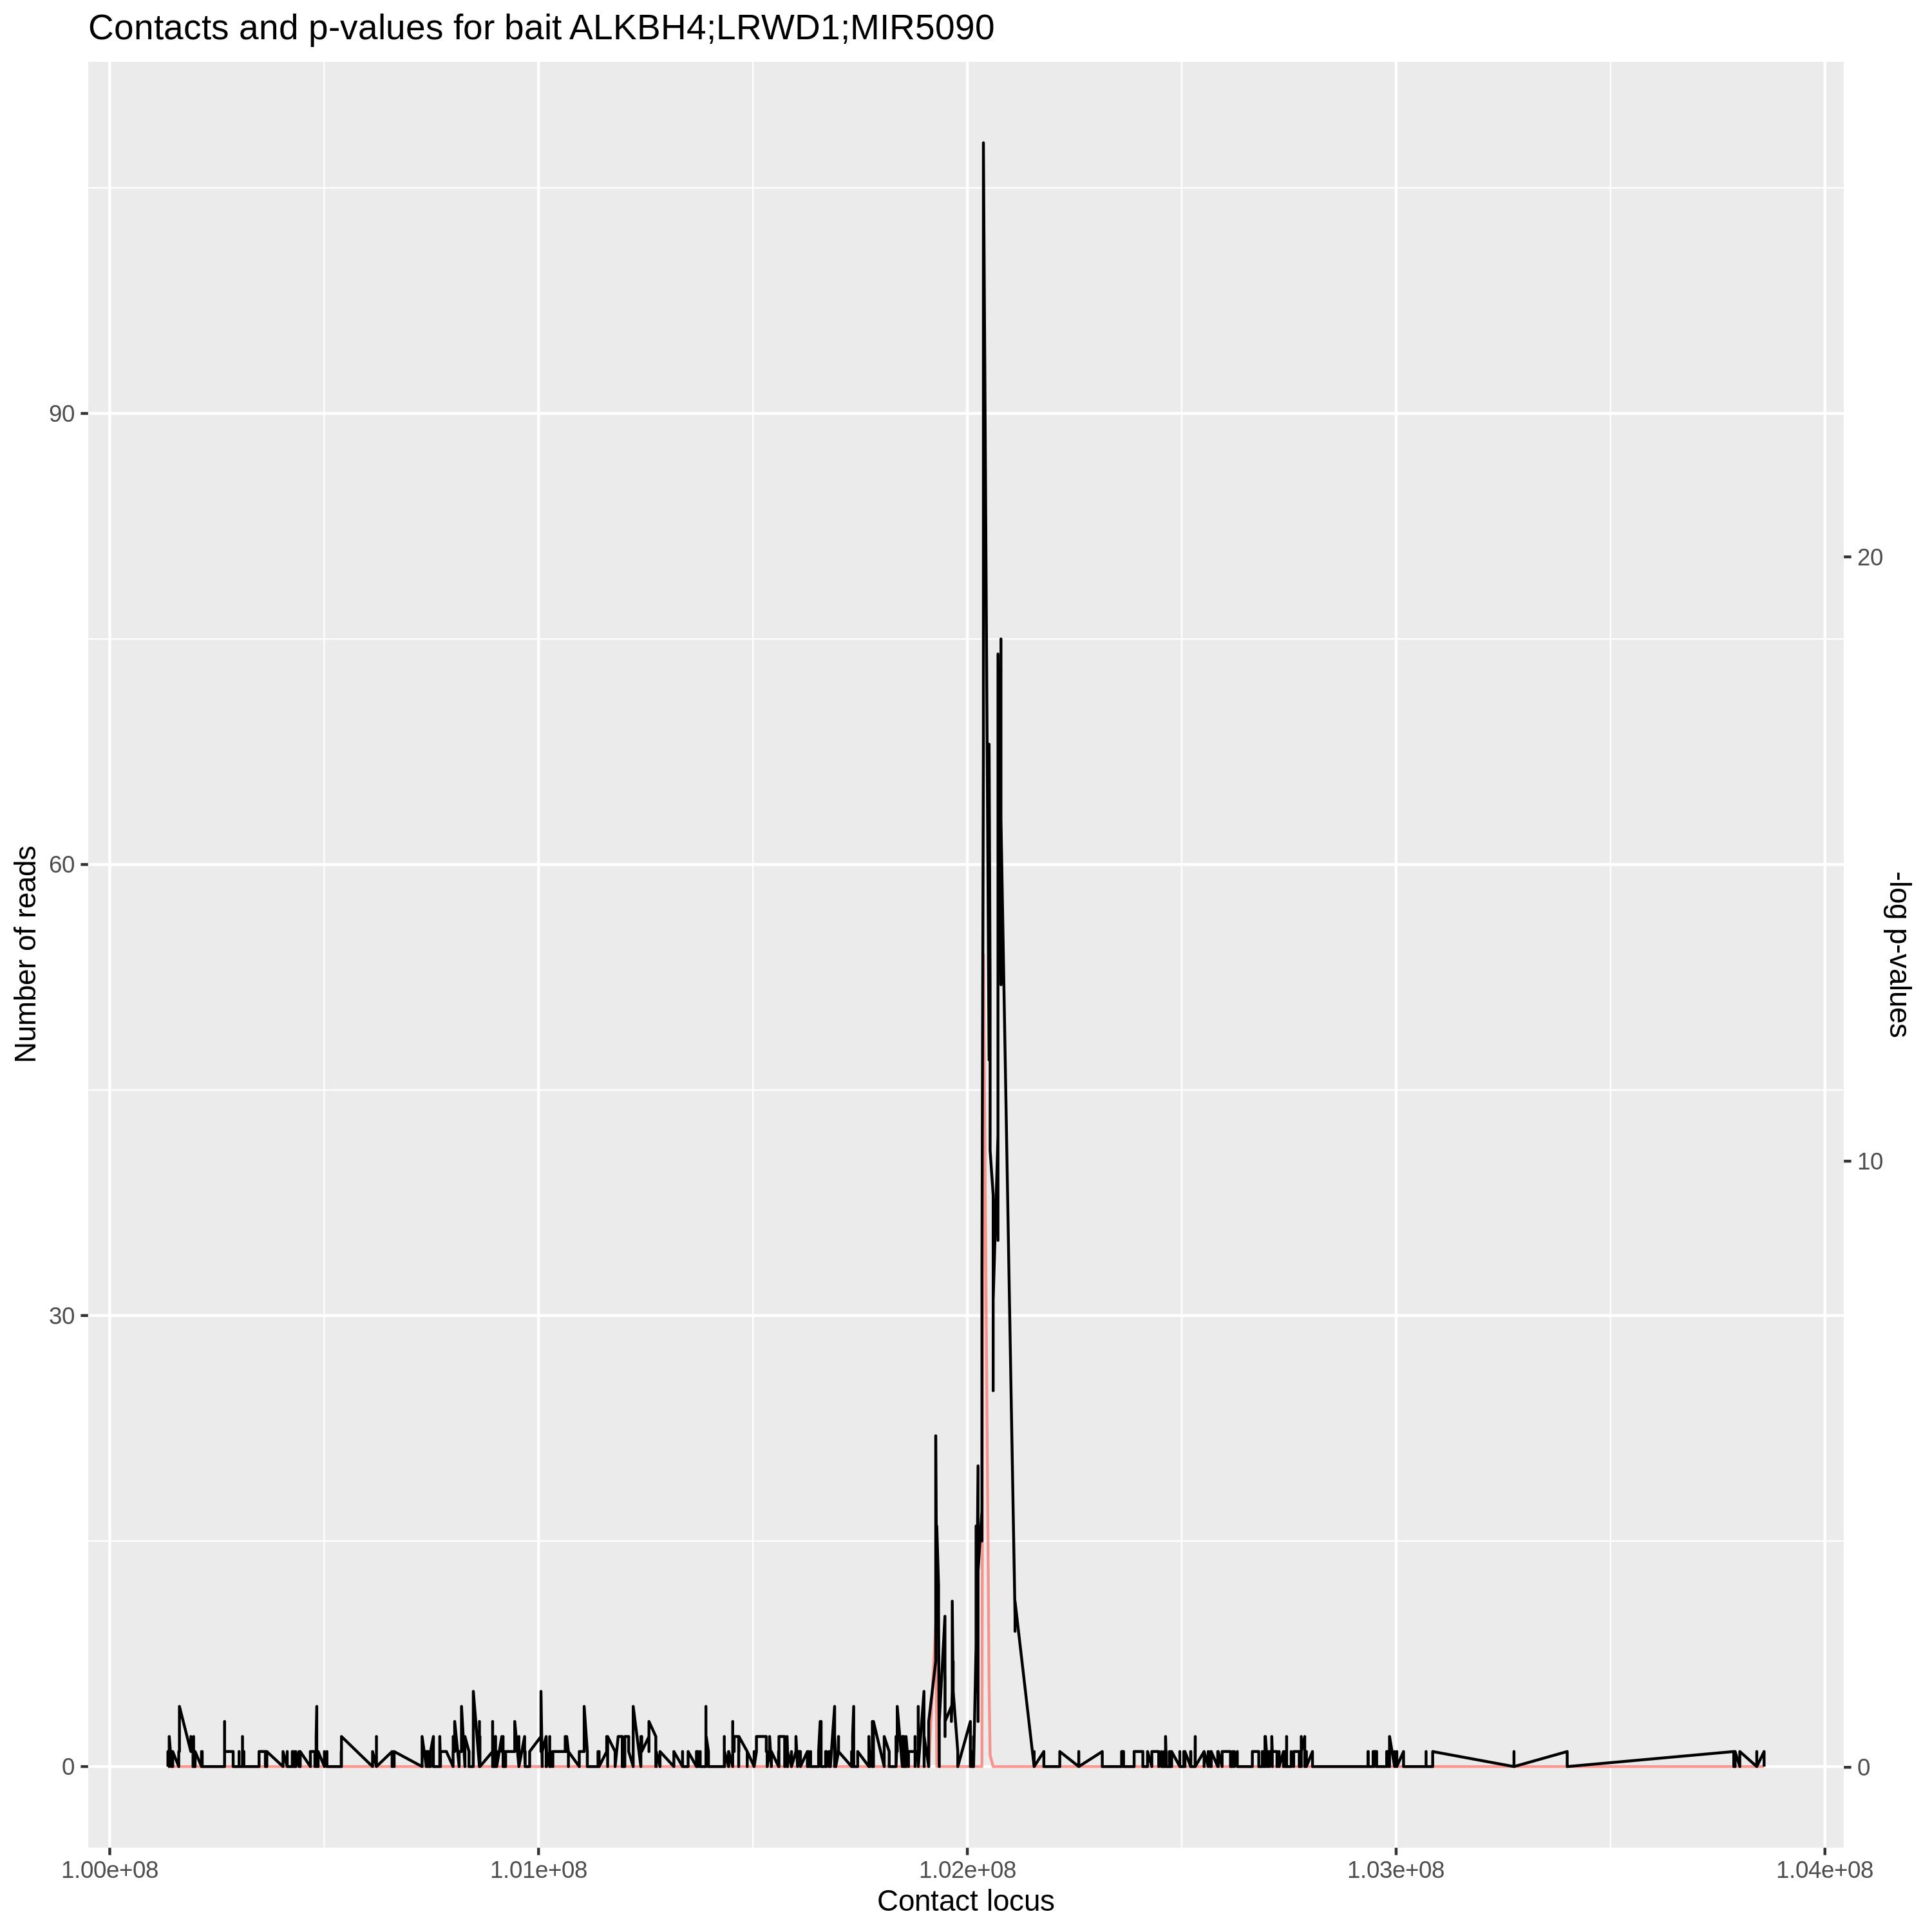 Contacts and p-values for bait ALKBH4;LRWD1;MIR5090
90
60
30
0
Number of reads
20
10
0
-log p-values
1.00e+08
1.01e+08
1.02e+08
1.03e+08
1.04e+08
Contact locus